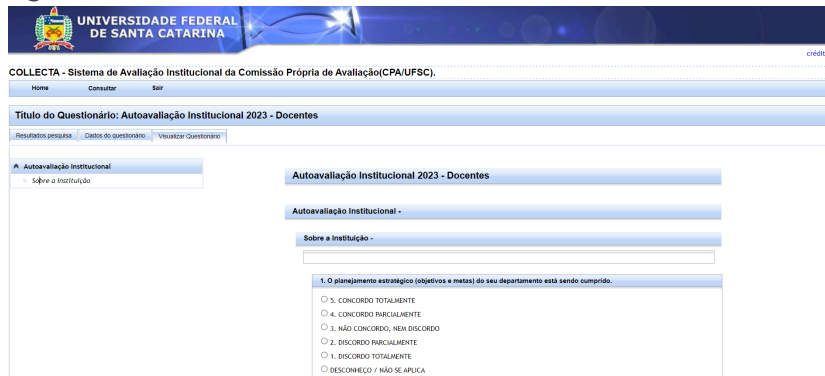 UNIVERSIDADE FEDERAL
DE SANTA CATARINA
crédit
COLLECTA - Sistema de Avaliação Institucional da Comissão Própria de Avaliação(CPA/UFSC).
Home Consultar Sair
Título do Questionário: Autoavaliação Institucional 2023 - Docentes
Resultados pesquisa Dados do questionário Visualizar Questionário
Autoavaliação Institucional
Sobre a Instituição
Autoavaliação Institucional 2023 - Docentes
Autoavaliação Institucional -
Sobre a Instituição -
1. O planejamento estratégico (objetivos e metas) do seu departamento está sendo cumprido.
5. CONCORDO TOTALMENTE
4. CONCORDO PARCIALMENTE
3. NÃO CONCORDO, NEM DISCORDO
2. DISCORDO PARCIALMENTE
1. DISCORDO TOTALMENTE
DESCONHEÇO / NÃO SE APLICA